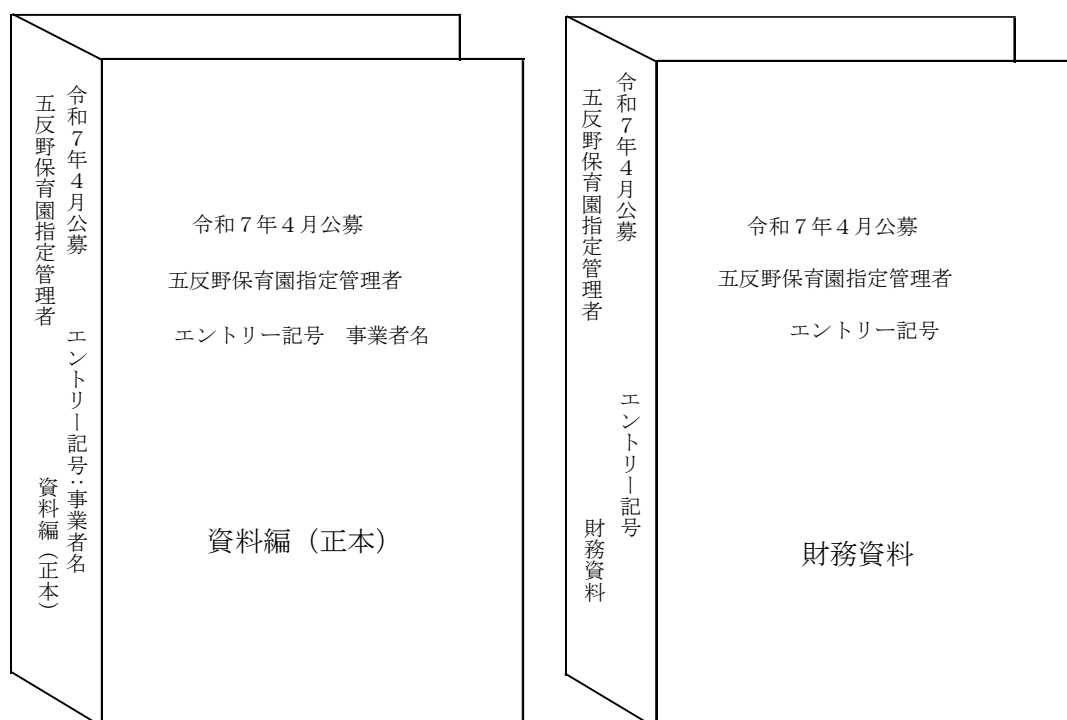 令和７年４月公募
五反野保育園指定管理者
エントリー記号：事業者名
資料編（正本）
令和７年４月公募
五反野保育園指定管理者
エントリー記号　事業者名
資料編（正本）
令和７年４月公募
五反野保育園指定管理者
エントリー記号
財務資料
令和７年４月公募
五反野保育園指定管理者
エントリー記号
財務資料